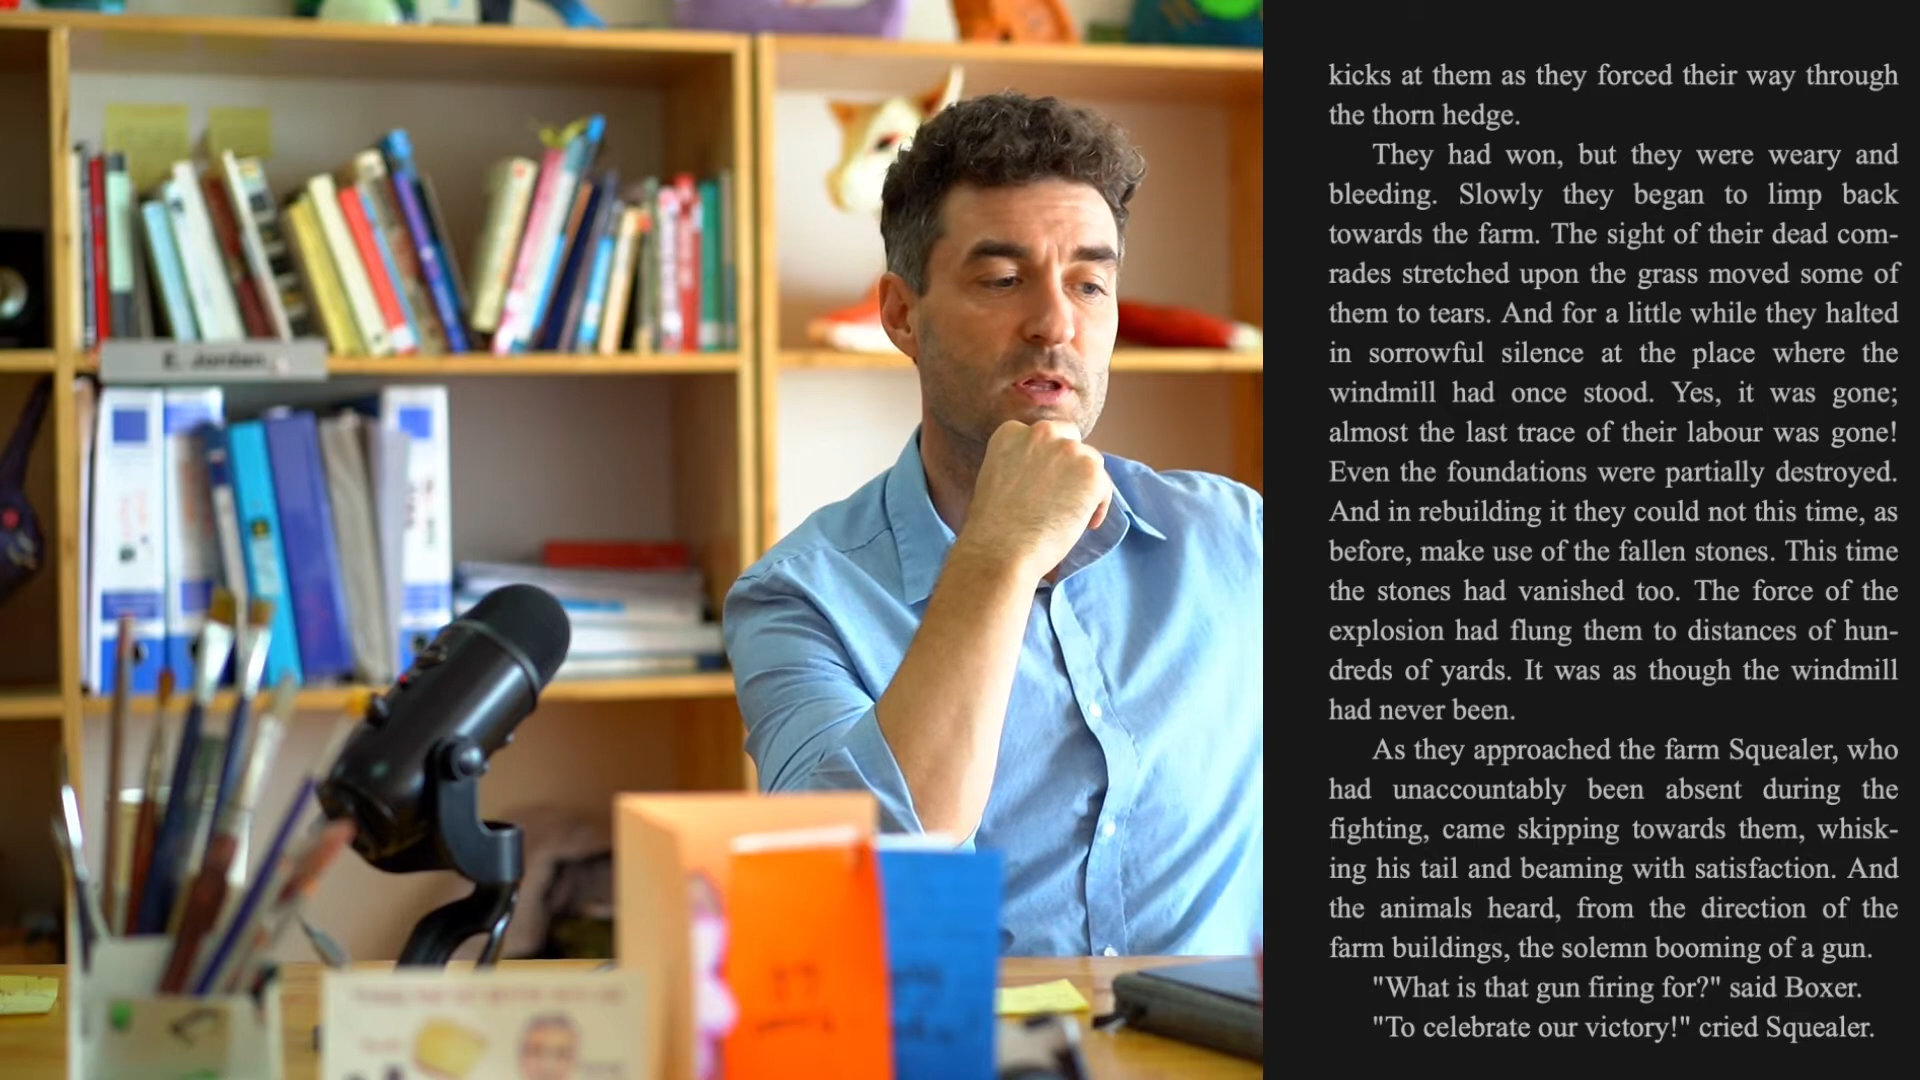 E. Jordan
kicks at them as they forced their way through
the thorn hedge.
They had won, but they were weary and
bleeding. Slowly they began to limp back
towards the farm. The sight of their dead com-
rades stretched upon the grass moved some of
them to tears. And for a little while they halted
in sorrowful silence at the place where the
windmill had once stood. Yes, it was gone;
almost the last trace of their labour was gone!
Even the foundations were partially destroyed.
And in rebuilding it they could not this time, as
before, make use of the fallen stones. This time
the stones had vanished too. The force of the
explosion had flung them to distances of hun-
dreds of yards. It was as though the windmill
had never been.
As they approached the farm Squealer, who
had unaccountably been absent during the
fighting, came skipping towards them, whisk-
ing his tail and beaming with satisfaction. And
the animals heard, from the direction of the
farm buildings, the solemn booming of a gun.
"What is that gun firing for?" said Boxer.
"To celebrate our victory!" cried Squealer.